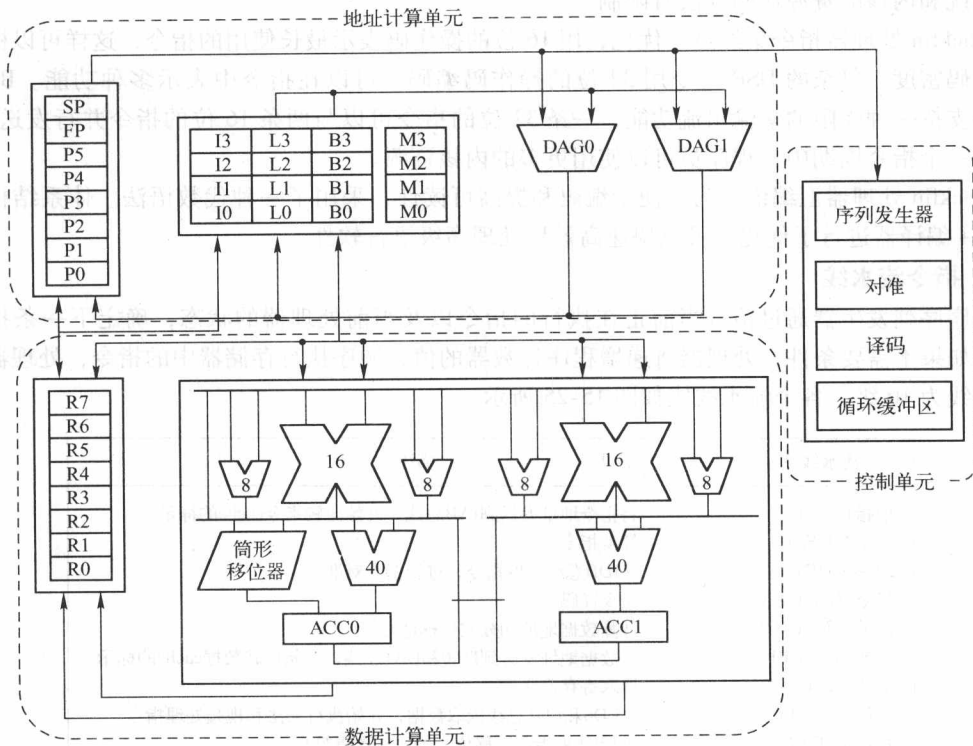 地址计算单元
SP
FP
P5
P4
P3
P2
P1
P0
I3 L3 B3 M3
I2 L2 B2 M2
I1 L1 B1 M1
I0 L0 B0 M0
DAG0
DAG1
序列发生器
对准
译码
循环缓冲区
控制单元
R7
R6
R5
R4
R3
R2
R1
R0
16
8
8
8
16
8
筒形
移位器
40
40
ACC0
ACC1
数据计算单元